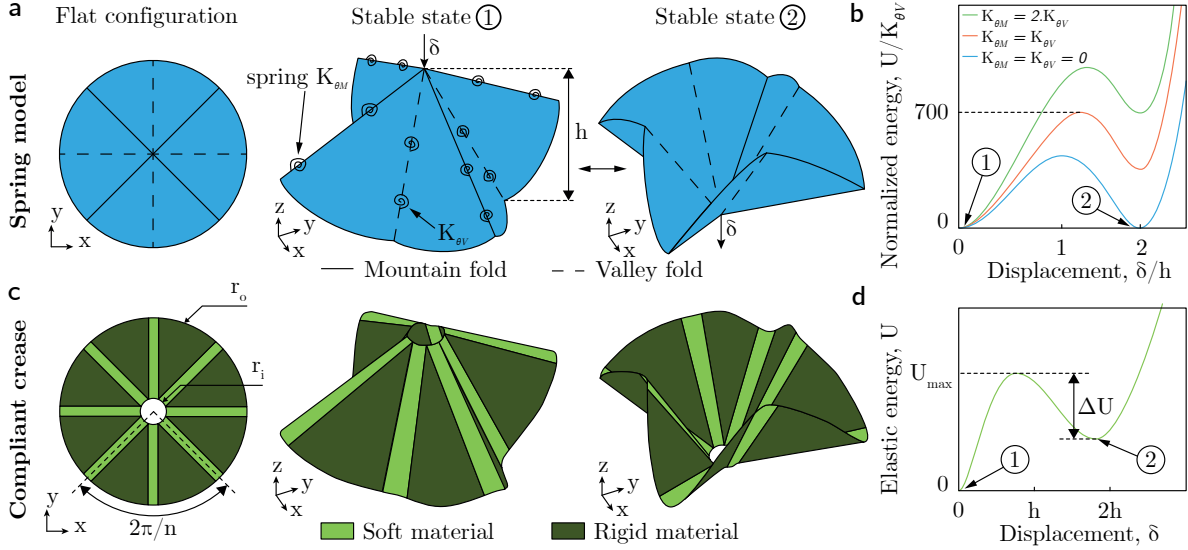 a
Flat configuration
Stable state 1
Stable state 2
Spring model
spring K_θM
δ
h
K_θV
δ
y
x
z
y
x
z
y
x
Mountain fold
Valley fold
b
Normalized energy, U/K_θV
K_θM = 2.K_θV
K_θM = K_θV
K_θM = K_θV = 0
700
0
1
2
0
1
2
Displacement, δ/h
c
Compliant crease
r_o
r_i
2π/n
y
x
z
y
x
z
y
x
Soft material
Rigid material
d
Elastic energy, U
U_max
ΔU
1
2
0
0
h
2h
Displacement, δ